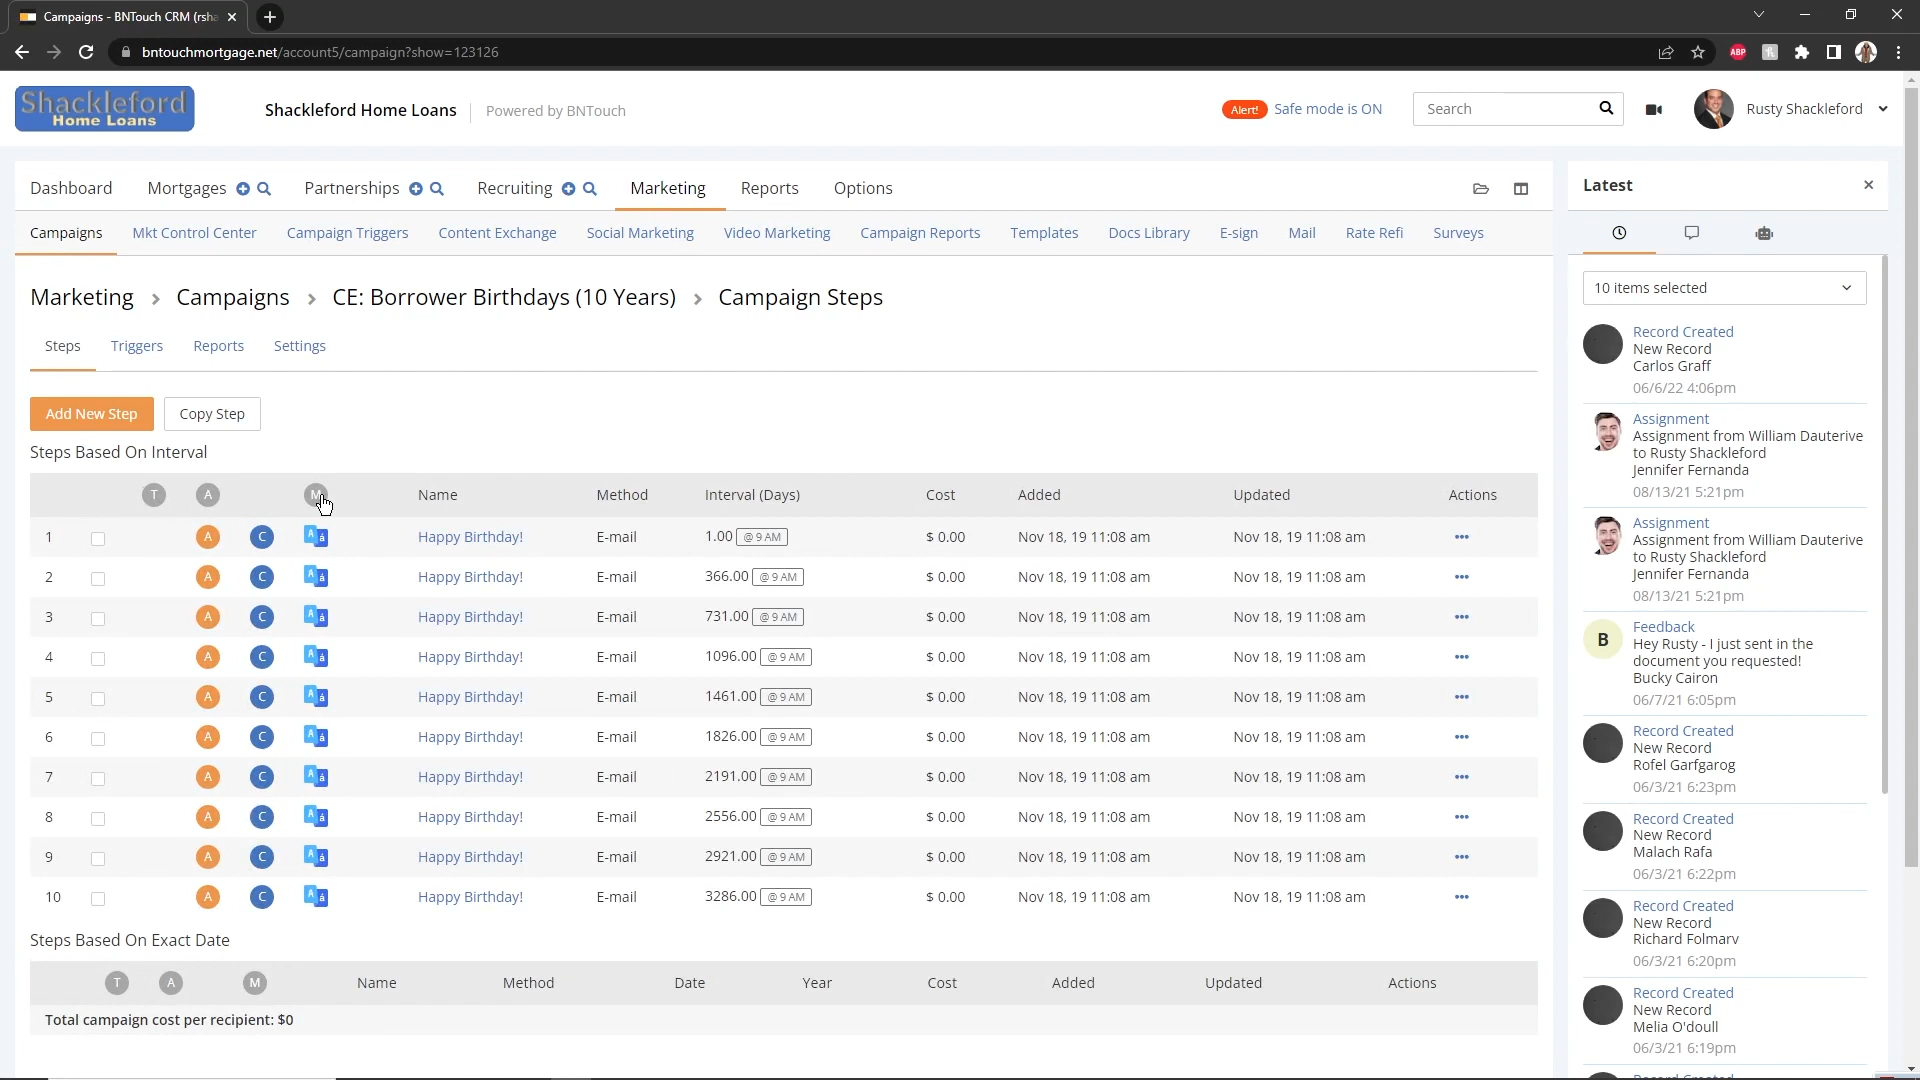 Campaigns - BNTouch CRM (rsha
bntouchmortgage.net/account5/campaign?show=123126
ABP
Shackleford
Home Loans
Shackleford Home Loans
Powered by BNTouch
Alert!
Safe mode is ON
Search
Rusty Shackleford
Dashboard
Mortgages
Partnerships
Recruiting
Marketing
Reports
Options
Campaigns
Mkt Control Center
Campaign Triggers
Content Exchange
Social Marketing
Video Marketing
Campaign Reports
Templates
Docs Library
E-sign
Mail
Rate Refi
Surveys
Marketing > Campaigns > CE: Borrower Birthdays (10 Years) > Campaign Steps
Steps
Triggers
Reports
Settings
Add New Step
Copy Step
Steps Based On Interval
T A M Name Method Interval (Days) Cost Added Updated Actions
1 A C Happy Birthday! E-mail 1.00 @ 9 AM $ 0.00 Nov 18, 19 11:08 am Nov 18, 19 11:08 am
2 A C Happy Birthday! E-mail 366.00 @ 9 AM $ 0.00 Nov 18, 19 11:08 am Nov 18, 19 11:08 am
3 A C Happy Birthday! E-mail 731.00 @ 9 AM $ 0.00 Nov 18, 19 11:08 am Nov 18, 19 11:08 am
4 A C Happy Birthday! E-mail 1096.00 @ 9 AM $ 0.00 Nov 18, 19 11:08 am Nov 18, 19 11:08 am
5 A C Happy Birthday! E-mail 1461.00 @ 9 AM $ 0.00 Nov 18, 19 11:08 am Nov 18, 19 11:08 am
6 A C Happy Birthday! E-mail 1826.00 @ 9 AM $ 0.00 Nov 18, 19 11:08 am Nov 18, 19 11:08 am
7 A C Happy Birthday! E-mail 2191.00 @ 9 AM $ 0.00 Nov 18, 19 11:08 am Nov 18, 19 11:08 am
8 A C Happy Birthday! E-mail 2556.00 @ 9 AM $ 0.00 Nov 18, 19 11:08 am Nov 18, 19 11:08 am
9 A C Happy Birthday! E-mail 2921.00 @ 9 AM $ 0.00 Nov 18, 19 11:08 am Nov 18, 19 11:08 am
10 A C Happy Birthday! E-mail 3286.00 @ 9 AM $ 0.00 Nov 18, 19 11:08 am Nov 18, 19 11:08 am
Steps Based On Exact Date
T A M Name Method Date Year Cost Added Updated Actions
Total campaign cost per recipient: $0
Latest
10 items selected
Record Created
New Record
Carlos Graff
06/6/22 4:06pm
Assignment
Assignment from William Dauterive
to Rusty Shackleford
Jennifer Fernanda
08/13/21 5:21pm
Assignment
Assignment from William Dauterive
to Rusty Shackleford
Jennifer Fernanda
08/13/21 5:21pm
B
Feedback
Hey Rusty - I just sent in the
document you requested!
Bucky Cairon
06/7/21 6:05pm
Record Created
New Record
Rofel Garfgarog
06/3/21 6:23pm
Record Created
New Record
Malach Rafa
06/3/21 6:22pm
Record Created
New Record
Richard Folmarv
06/3/21 6:20pm
Record Created
New Record
Melia O'doull
06/3/21 6:19pm